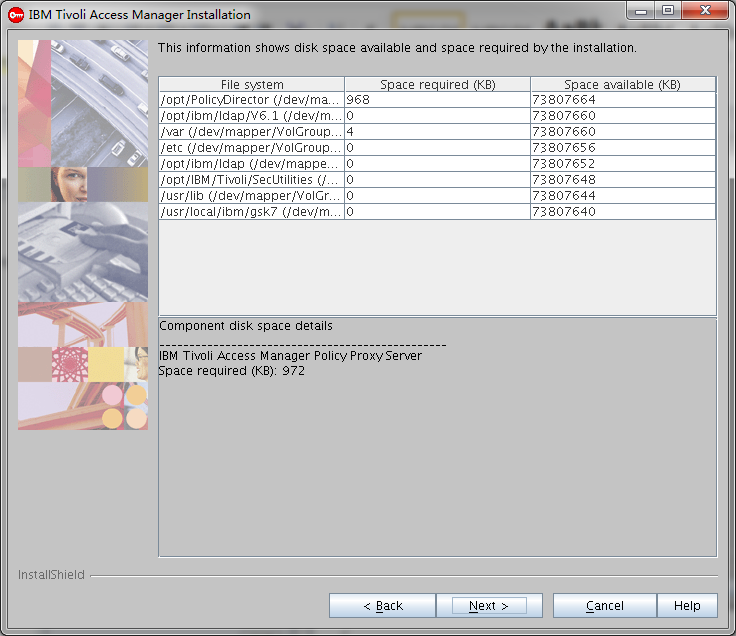 IBM Tivoli Access Manager Installation
This information shows disk space available and space required by the installation.
File system Space required (KB) Space available (KB)
/opt/PolicyDirector (/dev/ma... 968 73807664
/opt/ibm/ldap/V6.1 (/dev/m... 0 73807660
/var (/dev/mapper/VolGroup... 4 73807660
/etc (/dev/mapper/VolGroup... 0 73807656
/opt/ibm/ldap (/dev/mappe... 0 73807652
/opt/IBM/Tivoli/SecUtilities (/... 0 73807648
/usr/lib (/dev/mapper/VolGr... 0 73807644
/usr/local/ibm/gsk7 (/dev/m... 0 73807640
Component disk space details
------------------------------------------------
IBM Tivoli Access Manager Policy Proxy Server
Space required (KB): 972
InstallShield
< Back Next > Cancel Help